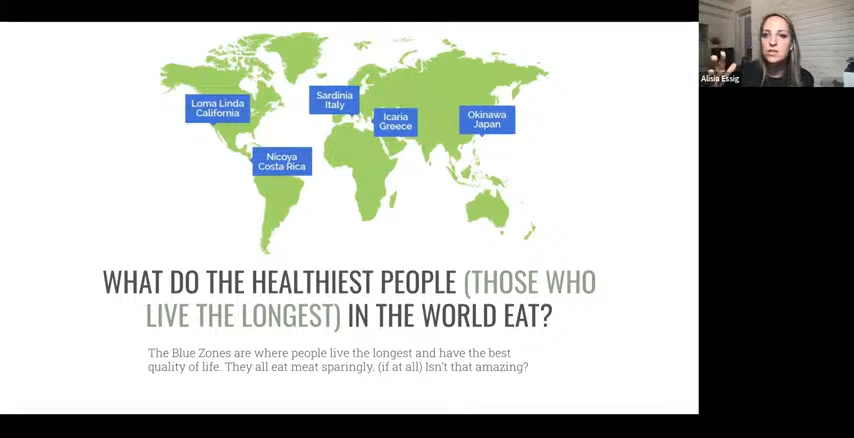 Alisia Essig
Loma Linda
California
Sardinia
Italy
Icaria
Greece
Okinawa
Japan
Nicoya
Costa Rica
WHAT DO THE HEALTHIEST PEOPLE (THOSE WHO
LIVE THE LONGEST) IN THE WORLD EAT?
The Blue Zones are where people live the longest and have the best
quality of life. They all eat meat sparingly. (if at all) Isn't that amazing?